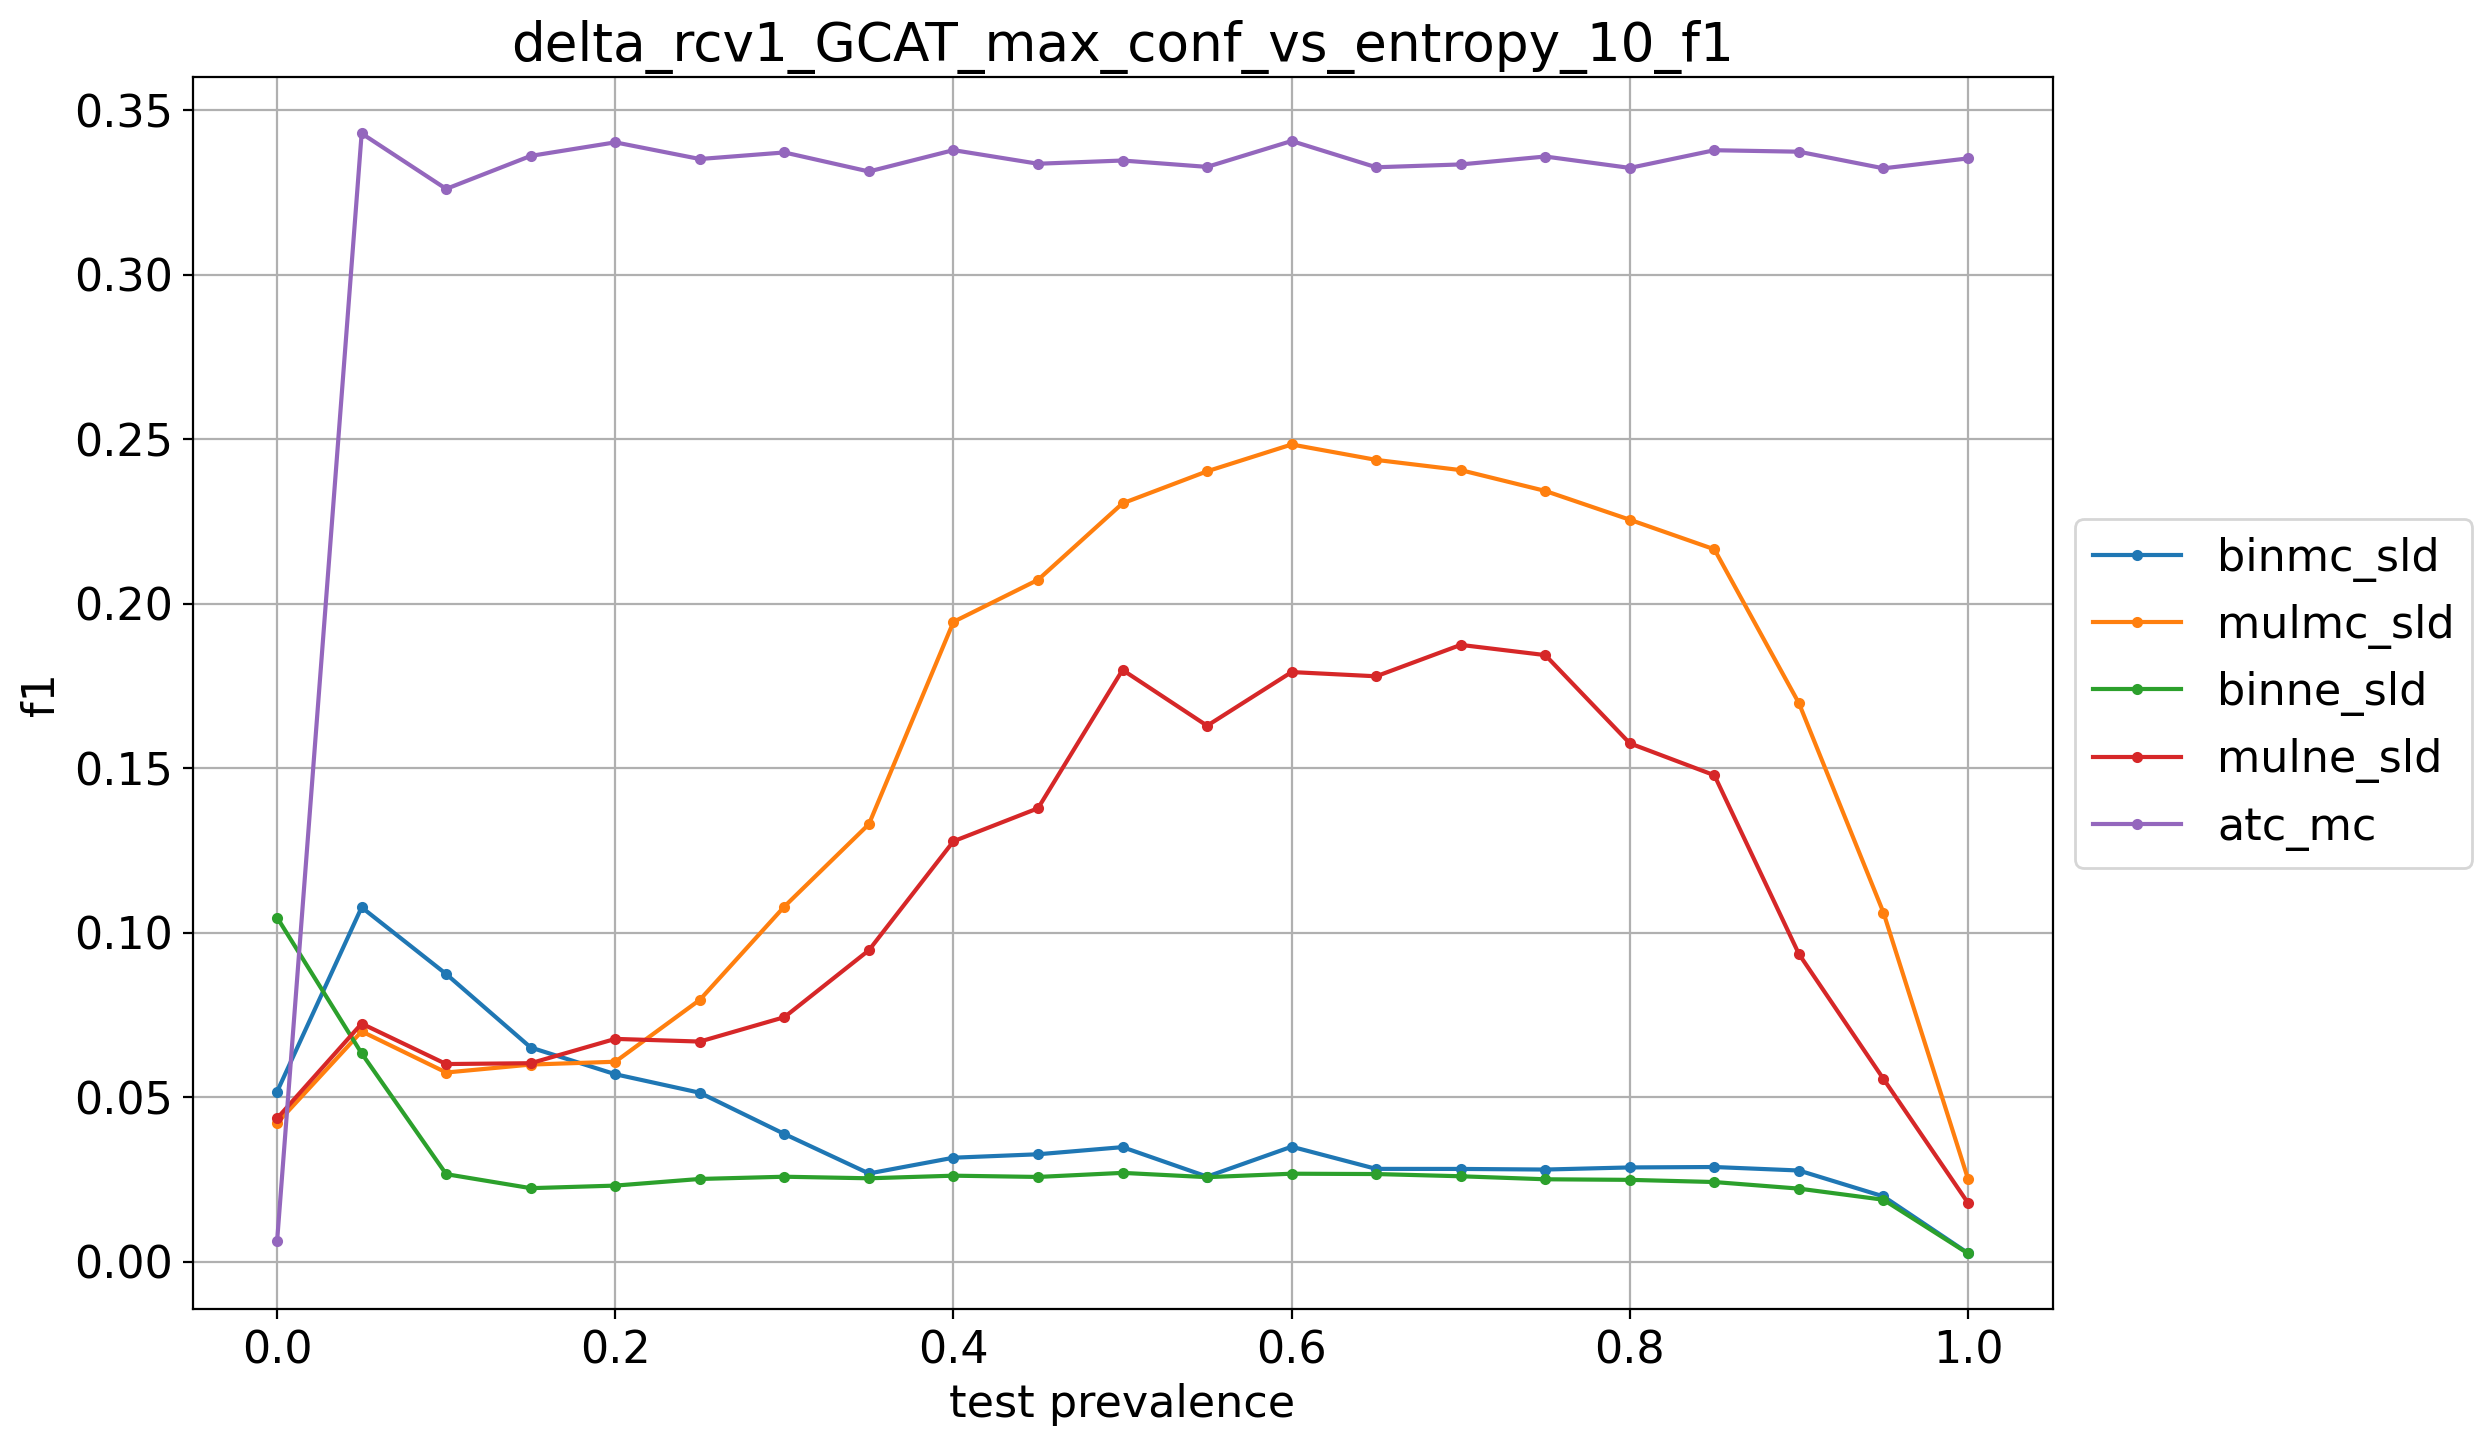 delta_rcv1_GCAT_max_conf_vs_entropy_10_f1
0.35
0.30
0.25
0.20
0.15
0.10
0.05
0.00
f1
0.0 0.2 0.4 0.6 0.8 1.0
test prevalence
binmc_sld
mulmc_sld
binne_sld
mulne_sld
atc_mc